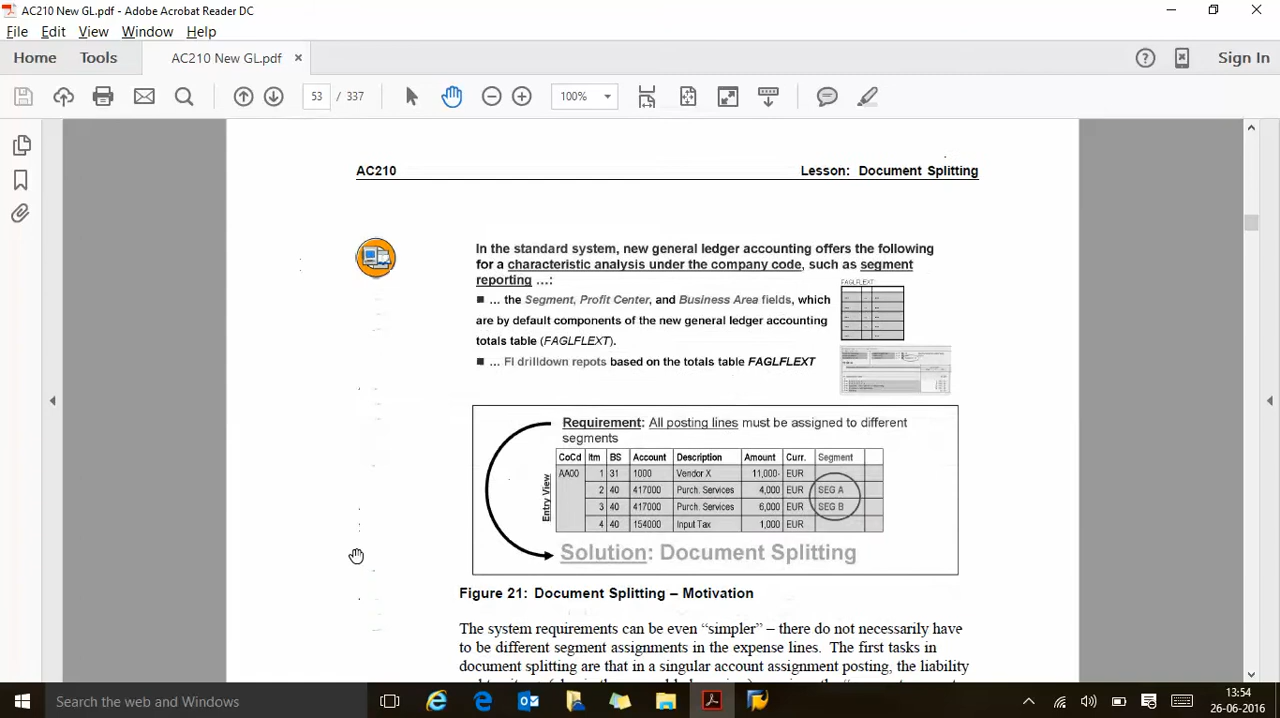 AC210 New GL.pdf - Adobe Acrobat Reader DC
File Edit View Window Help
Home Tools AC210 New GL.pdf × Sign In
53 / 337 100%
AC210 Lesson: Document Splitting
In the standard system, new general ledger accounting offers the following
for a characteristic analysis under the company code, such as segment
reporting ...:
■ ... the Segment, Profit Center, and Business Area fields, which
are by default components of the new general ledger accounting
totals table (FAGLFLEXT).
■ ... FI drilldown repots based on the totals table FAGLFLEXT
FAGLFLEXT
Requirement: All posting lines must be assigned to different
segments
Entry View
CoCd Itm BS Account Description Amount Curr. Segment
AA00 1 31 1000 Vendor X 11,000- EUR
2 40 417000 Purch. Services 4,000 EUR SEG A
3 40 417000 Purch. Services 6,000 EUR SEG B
4 40 154000 Input Tax 1,000 EUR
Solution: Document Splitting
Figure 21: Document Splitting – Motivation
The system requirements can be even “simpler” – there do not necessarily have
to be different segment assignments in the expense lines. The first tasks in
document splitting are that in a singular account assignment posting, the liability
Search the web and Windows
13:54
26-06-2016